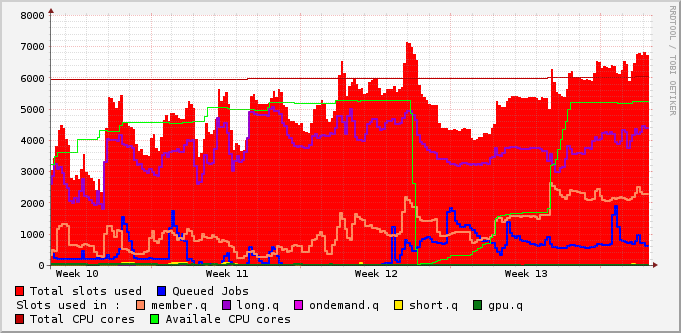 8000
7000
6000
5000
4000
3000
2000
1000
0
Week 10 Week 11 Week 12 Week 13
RRDTOOL / TOBI OETIKER
Total slots used Queued Jobs
Slots used in : member.q long.q ondemand.q short.q gpu.q
Total CPU cores Availale CPU cores